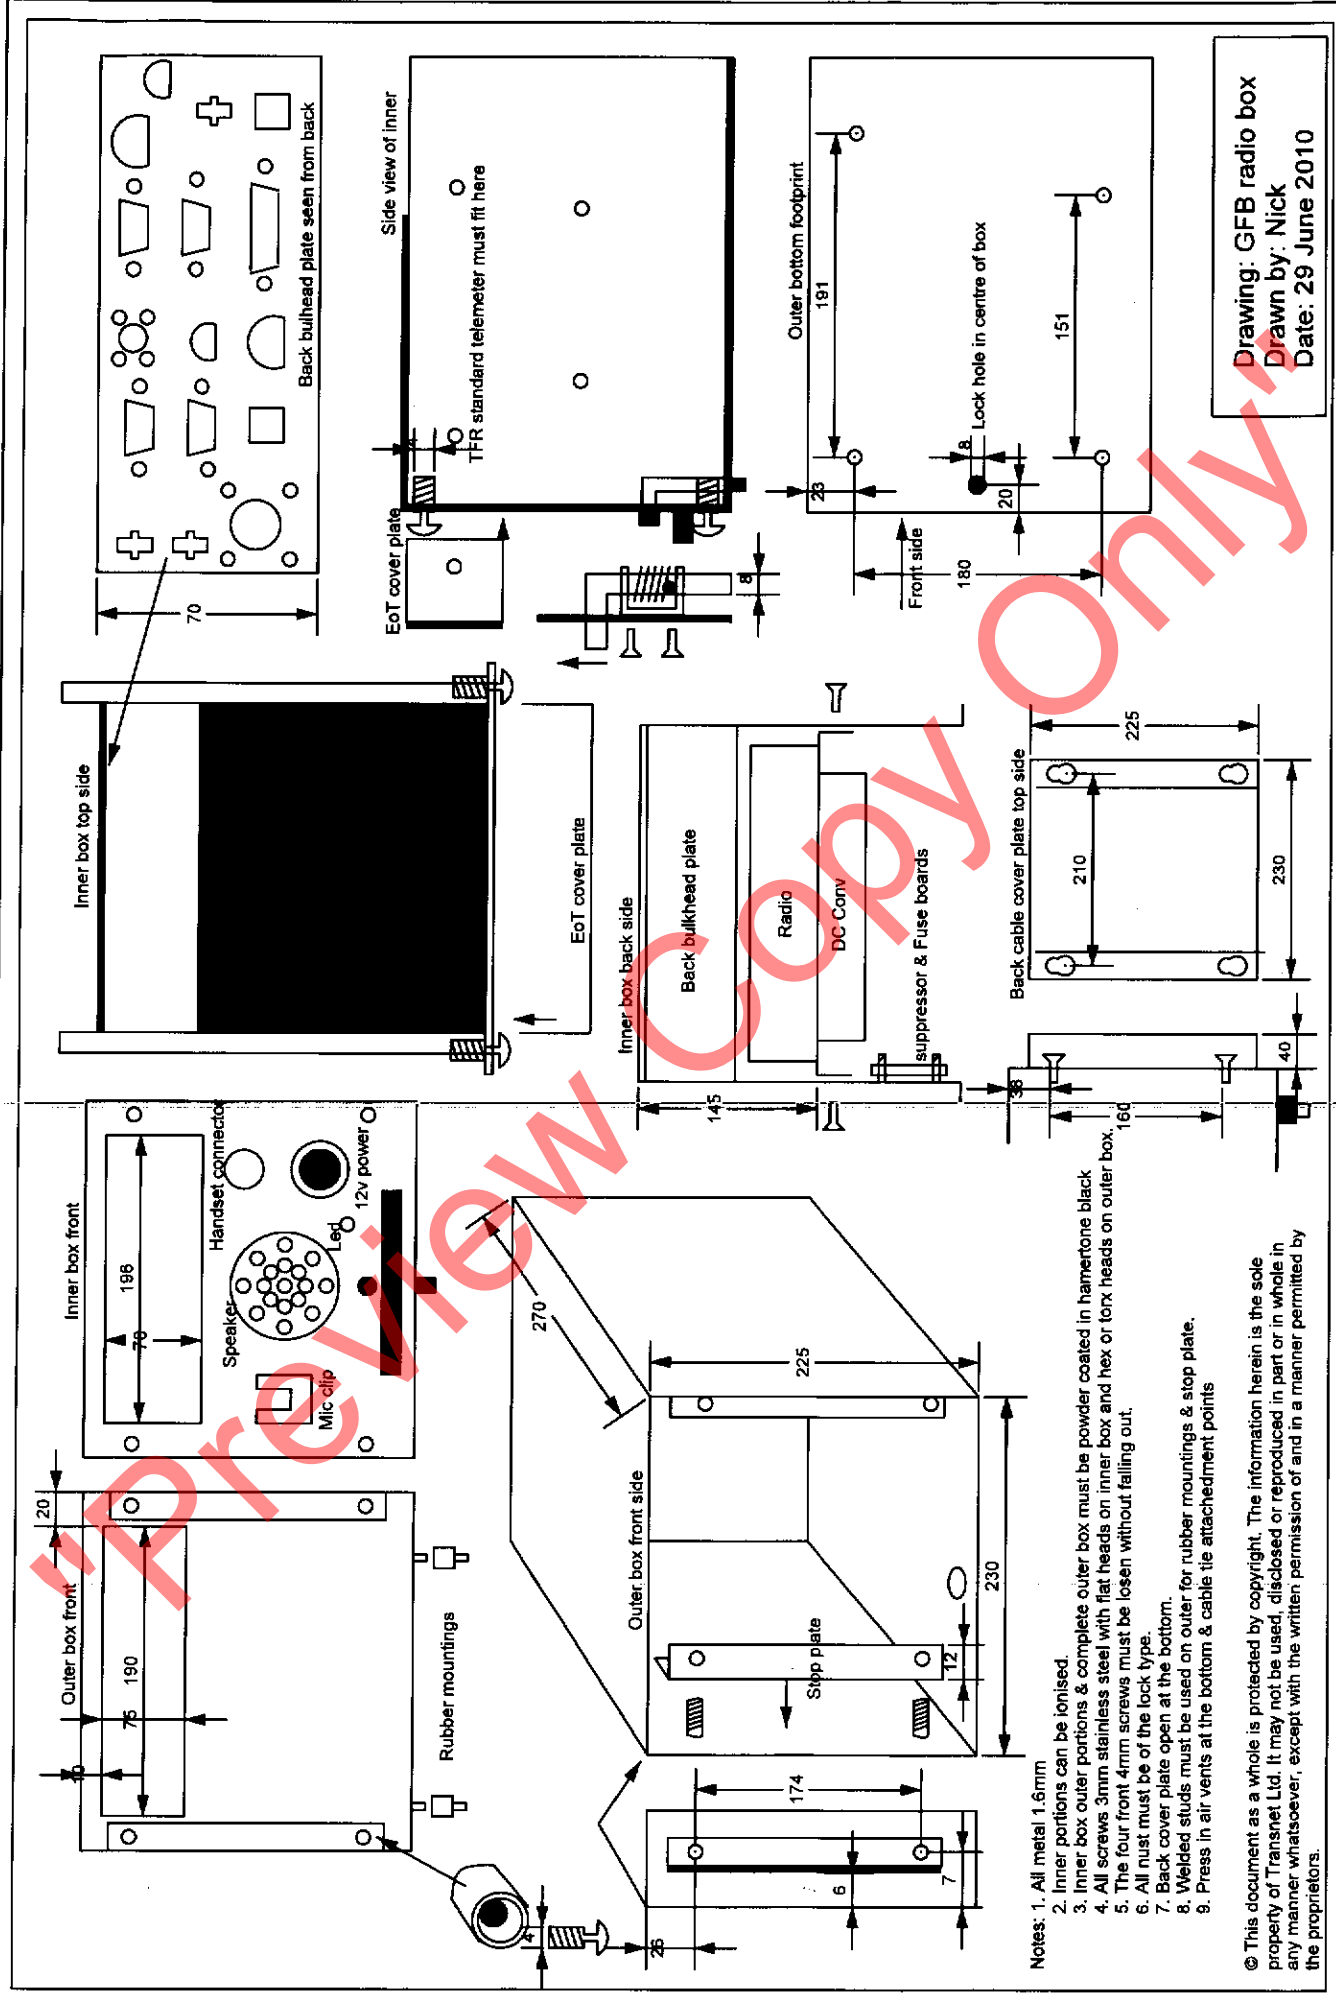 Outer box front
20
190
75
10
Rubber mountings
4
Inner box front
196
70
Handset connector
Speaker
Led
12v power
Mic clip
Inner box top side
EoT cover plate
70
Back bulhead plate seen from back
Side view of inner
TFR standard telemeter must fit here
4
EoT cover plate
8
Outer box front side
270
225
230
Stop plate
12
174
6
7
26
Inner box back side
Back bulkhead plate
Radio
DC Conv
suppressor & Fuse boards
145
Outer bottom footprint
191
Lock hole in centre of box
8
151
23
20
Front side
180
Back cable cover plate top side
225
210
230
40
38
160
Notes: 1. All metal 1.6mm
2. Inner portions can be ionised.
3. Inner box outer portions & complete outer box must be powder coated in hamertone black
4. All screws 3mm stainless steel with flat heads on inner box and hex or torx heads on outer box.
5. The four front 4mm screws must be losen without falling out.
6. All nust must be of the lock type.
7. Back cover plate open at the bottom.
8. Welded studs must be used on outer for rubber mountings & stop plate.
9. Press in air vents at the bottom & cable tie attachedment points
© This document as a whole is protected by copyright. The information herein is the sole
property of Transnet Ltd. It may not be used, disclosed or reproduced in part or in whole in
any manner whatsoever, except with the written permission of and in a manner permitted by
the proprietors.
Drawing: GFB radio box
Drawn by: Nick
Date: 29 June 2010
"Preview Copy Only"